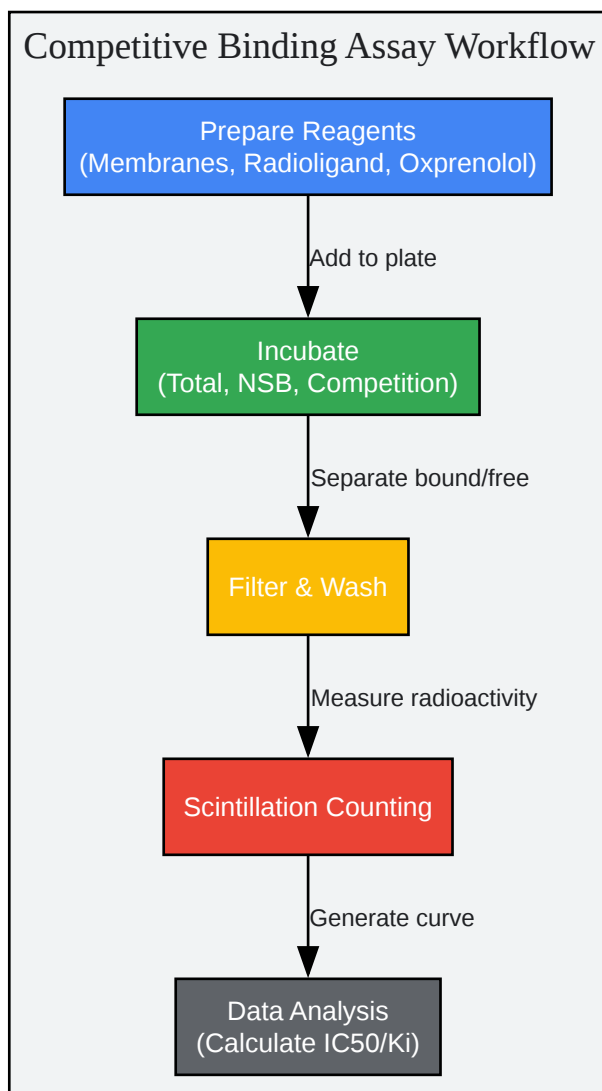 Competitive Binding Assay Workflow
Prepare Reagents
(Membranes, Radioligand, Oxprenolol)
Add to plate
Incubate
(Total, NSB, Competition)
Separate bound/free
Filter & Wash
Measure radioactivity
Scintillation Counting
Generate curve
Data Analysis
(Calculate IC50/Ki)